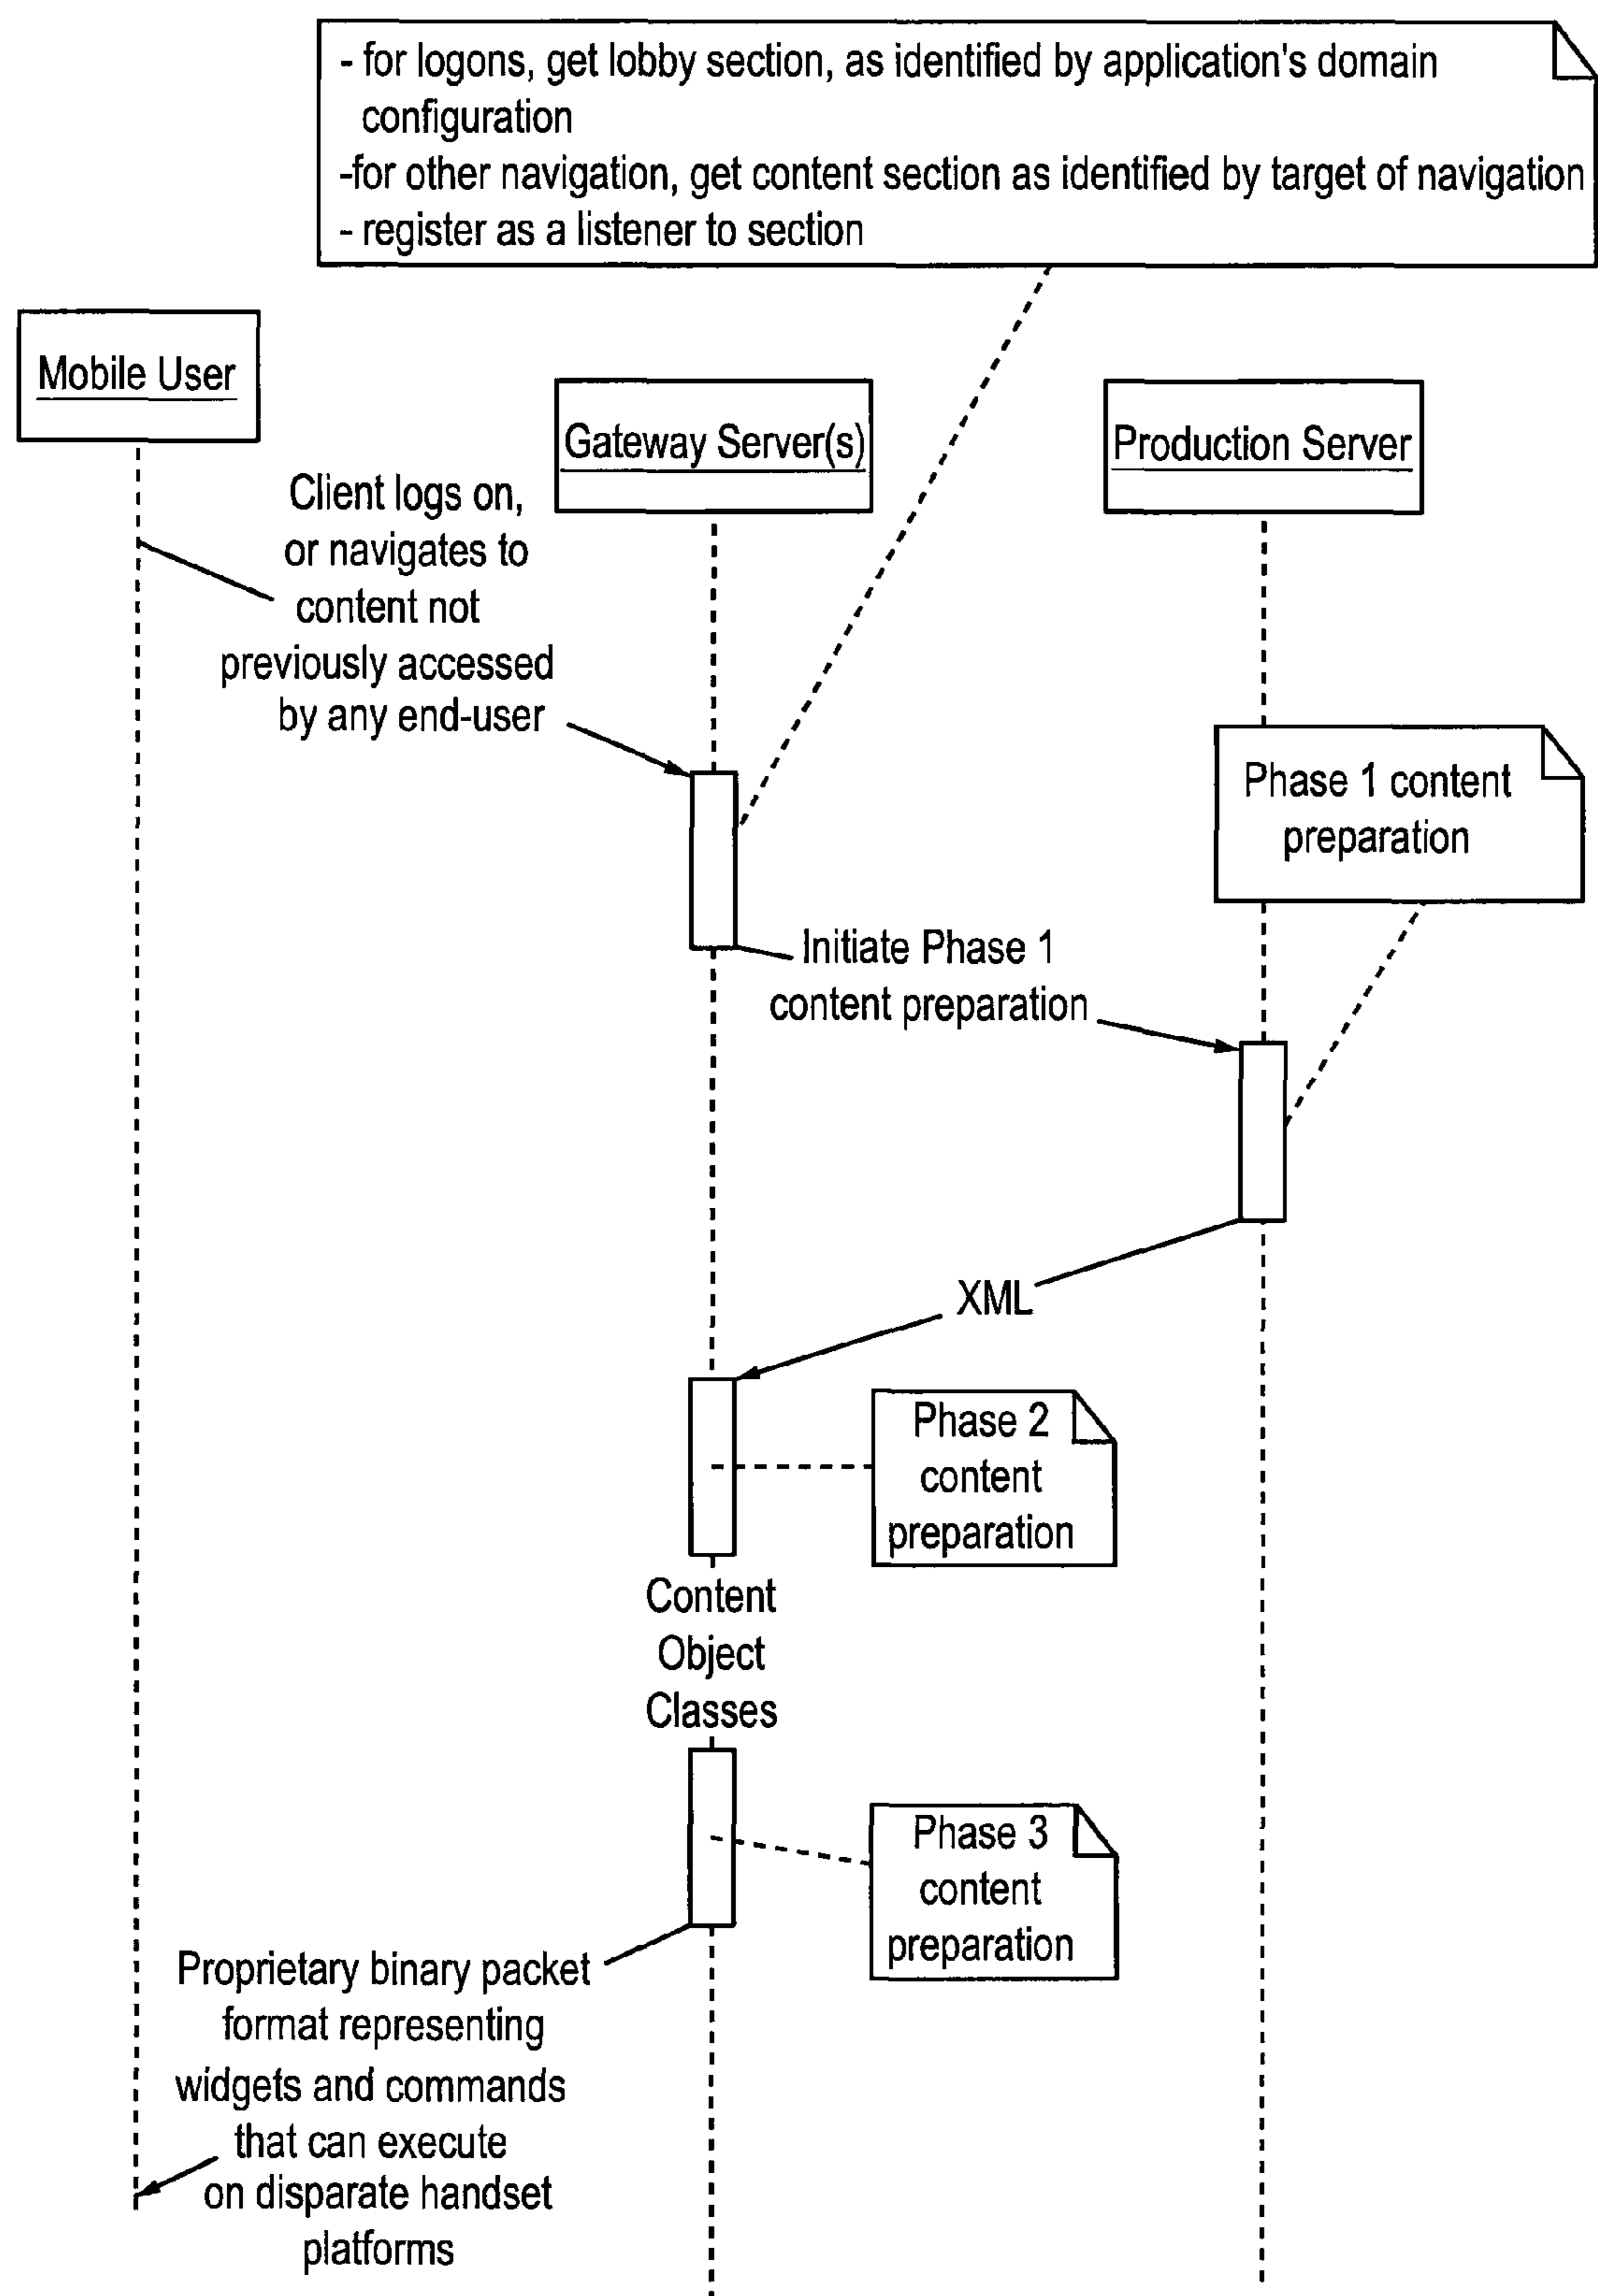 - for logons, get lobby section, as identified by application's domain
configuration
-for other navigation, get content section as identified by target of navigation
- register as a listener to section
Mobile User
Gateway Server(s)
Production Server
Client logs on,
or navigates to
content not
previously accessed
by any end-user
Phase 1 content
preparation
Initiate Phase 1
content preparation
XML
Phase 2
content
preparation
Content
Object
Classes
Phase 3
content
preparation
Proprietary binary packet
format representing
widgets and commands
that can execute
on disparate handset
platforms